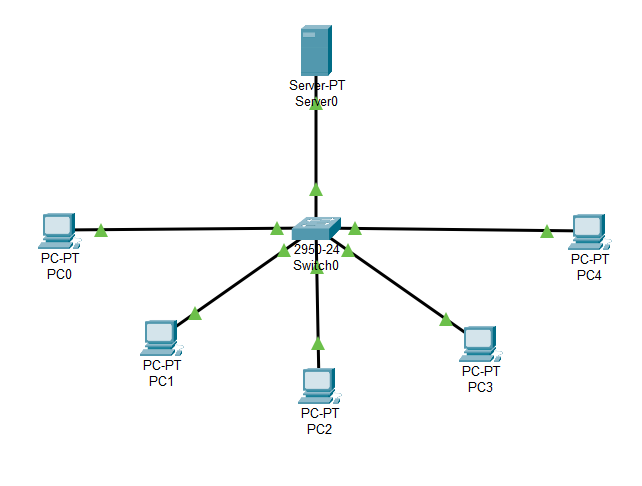 Server-PT
Server0
2950-24
Switch0
PC-PT
PC0
PC-PT
PC4
PC-PT
PC1
PC-PT
PC3
PC-PT
PC2